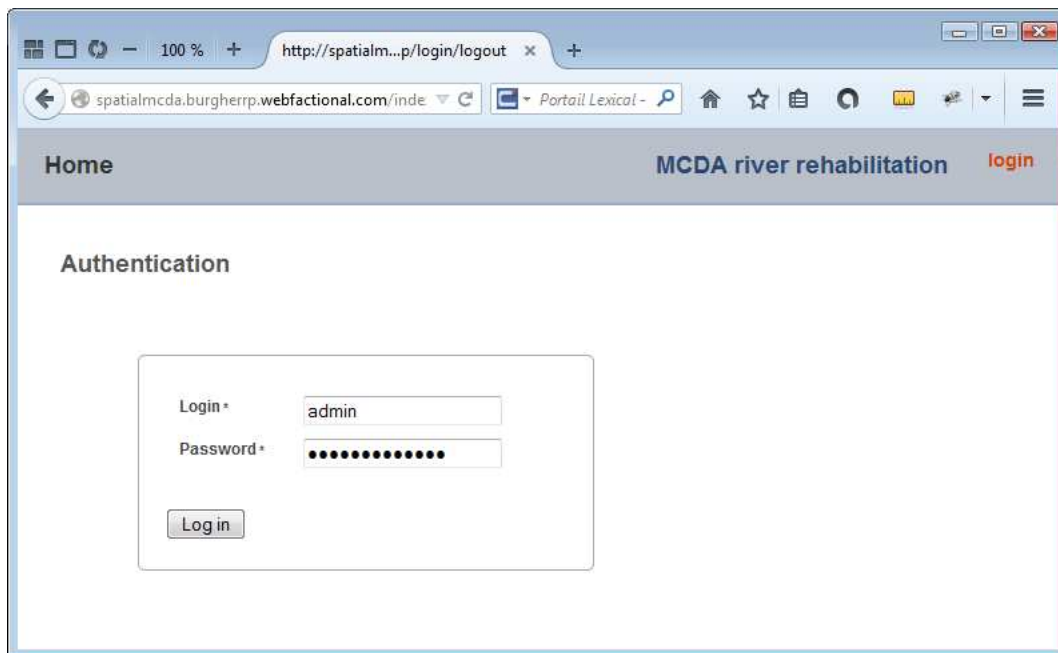 100 % http://spatialm...p/login/logout
spatialmcda.burgherrp.webfactional.com/inde Portail Lexical -
Home MCDA river rehabilitation login
Authentication
Login *
admin
Password *
•••••••••••••
Log in